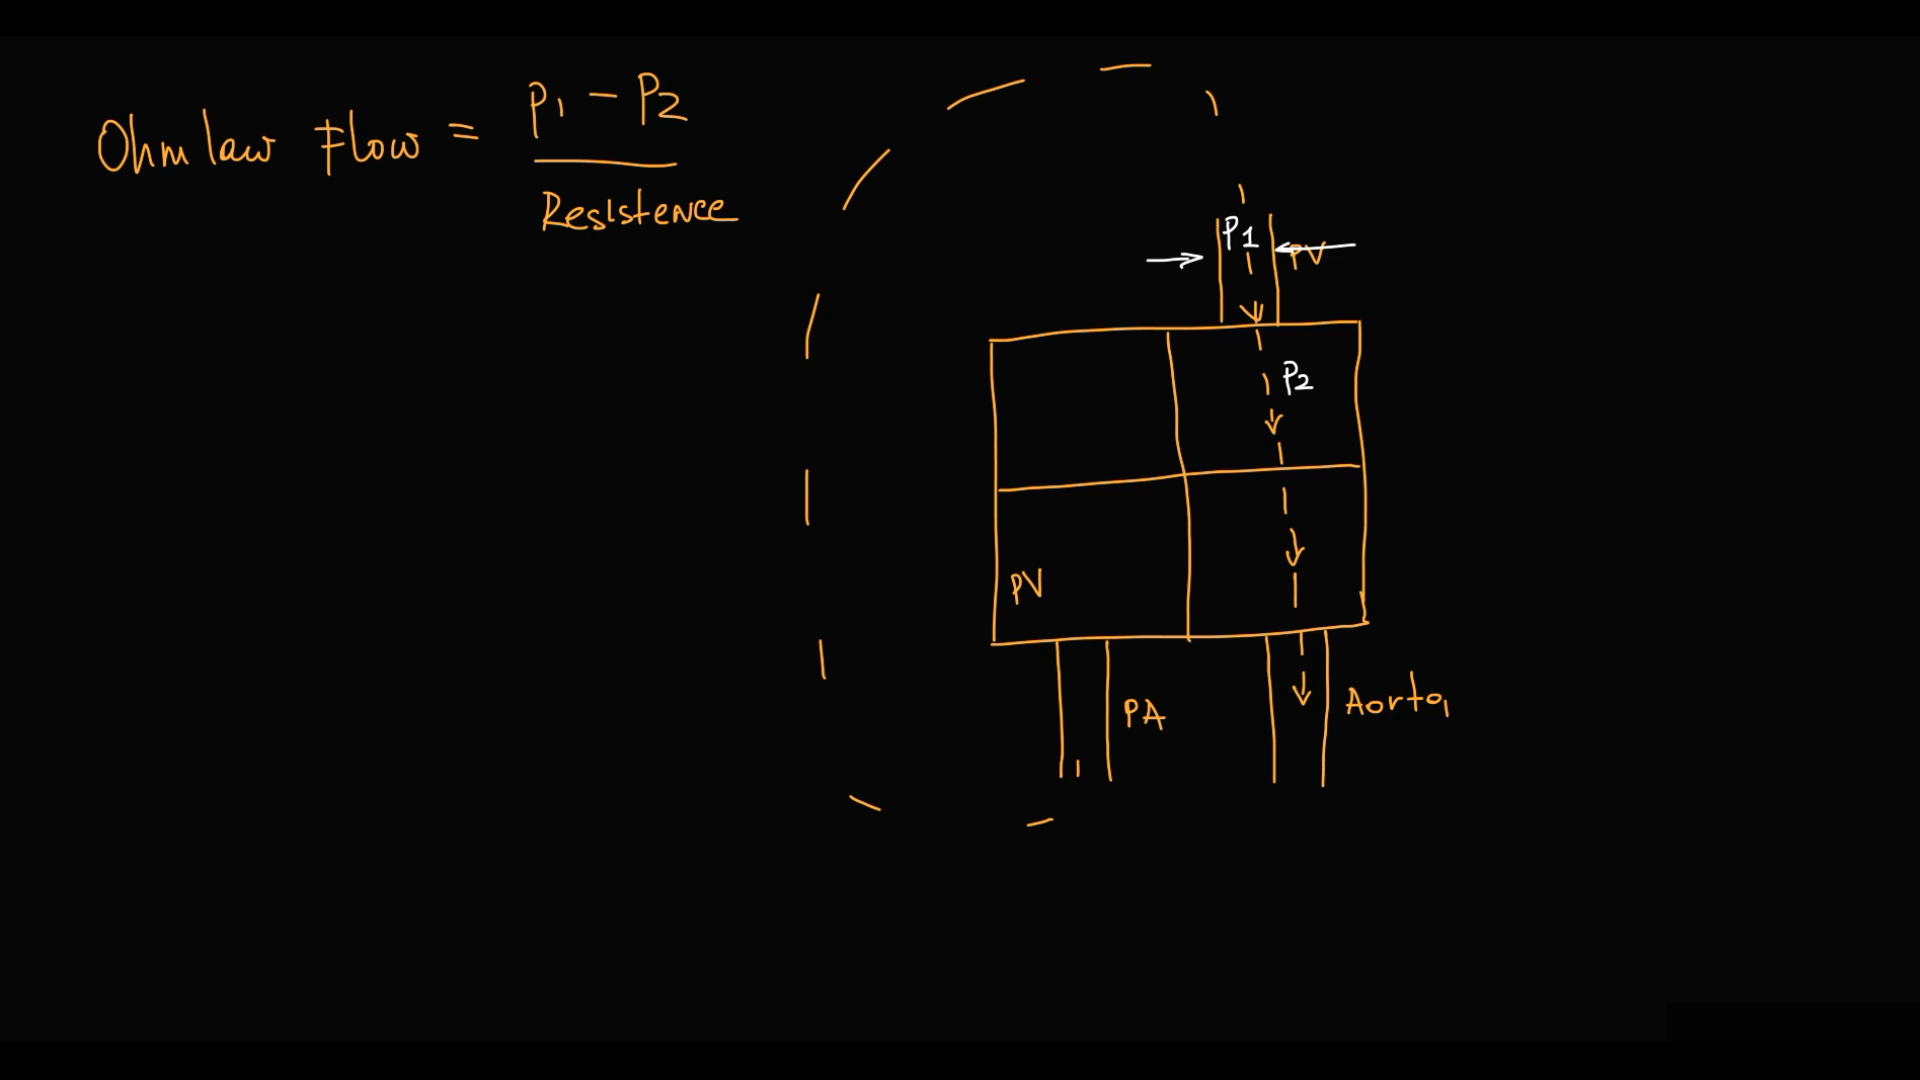 Ohm law Flow = P1 - P2
Resistence
P1
PV
P2
PV
PA
Aorta